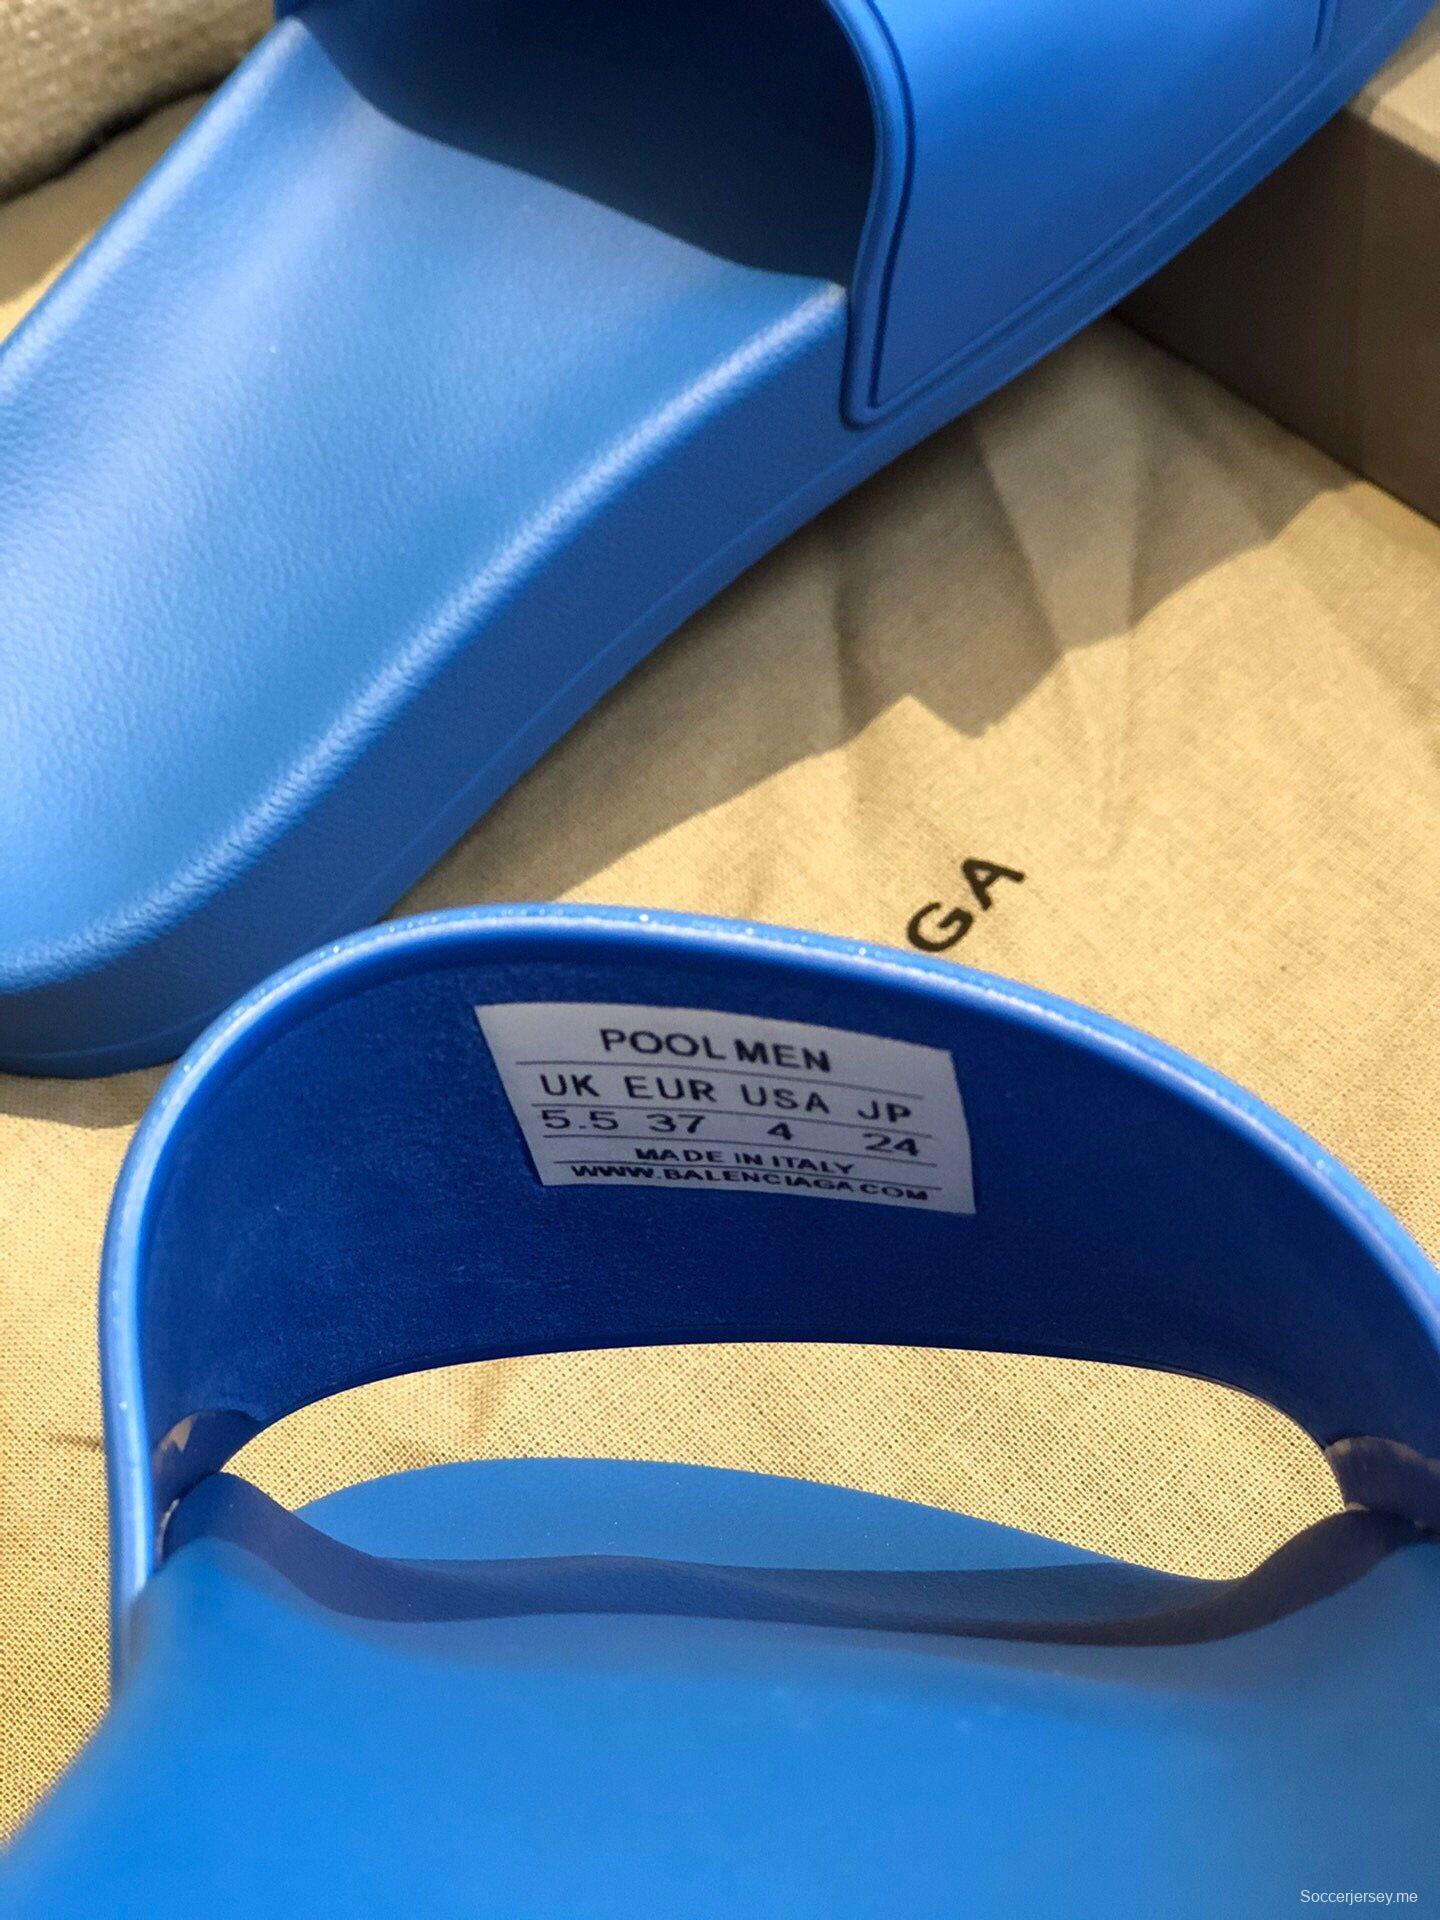 GA
POOL MEN
UK EUR USA JP
5.5 37 4 24
MADE IN ITALY
WWW.BALENCIAGA.COM
Soccerjersey.me